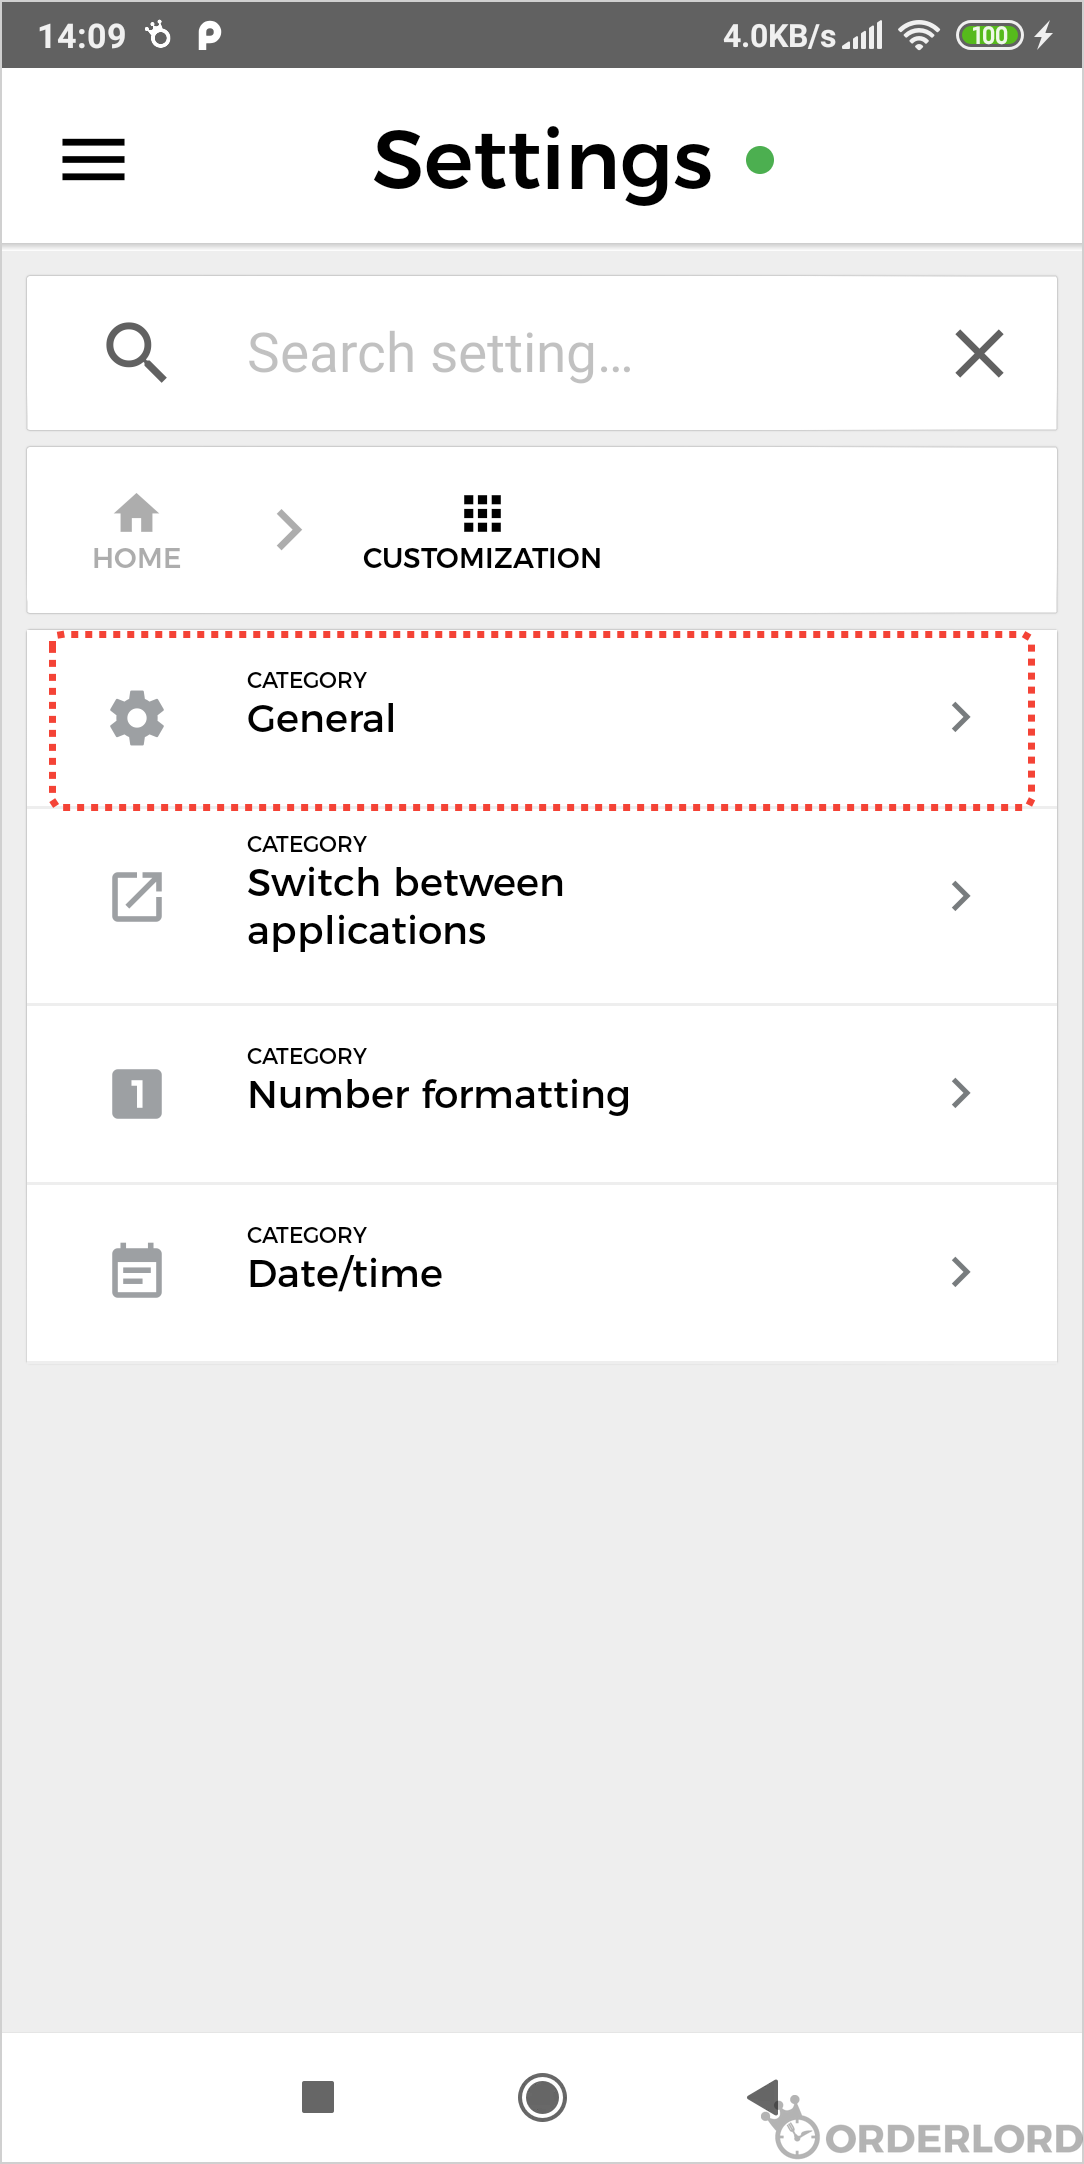 14:09 4.0KB/s 100
Settings
Search setting...
HOME CUSTOMIZATION
CATEGORY
General
CATEGORY
Switch between
applications
1
CATEGORY
Number formatting
CATEGORY
Date/time
ORDERLORD